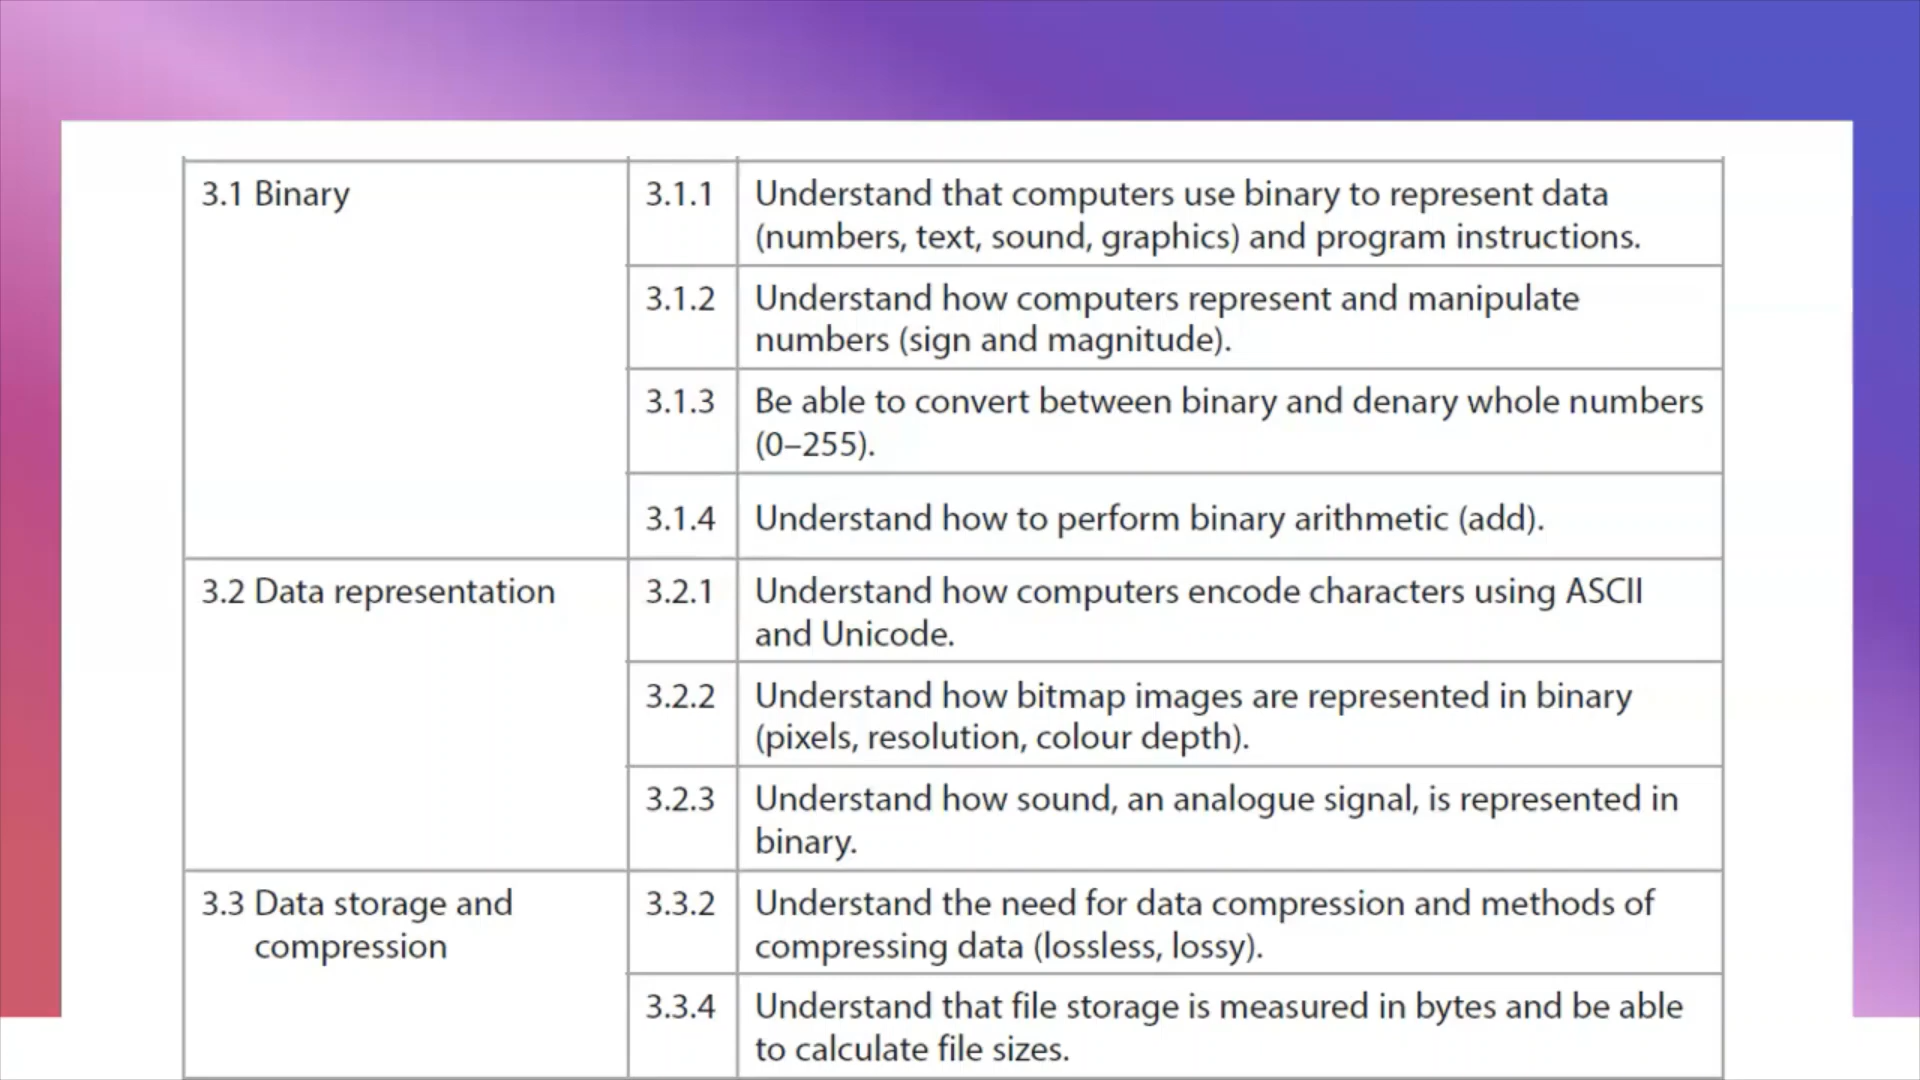 3.1 Binary
3.1.1
Understand that computers use binary to represent data
(numbers, text, sound, graphics) and program instructions.
3.1.2
Understand how computers represent and manipulate
numbers (sign and magnitude).
3.1.3
Be able to convert between binary and denary whole numbers
(0–255).
3.1.4
Understand how to perform binary arithmetic (add).
3.2 Data representation
3.2.1
Understand how computers encode characters using ASCII
and Unicode.
3.2.2
Understand how bitmap images are represented in binary
(pixels, resolution, colour depth).
3.2.3
Understand how sound, an analogue signal, is represented in
binary.
3.3 Data storage and
compression
3.3.2
Understand the need for data compression and methods of
compressing data (lossless, lossy).
3.3.4
Understand that file storage is measured in bytes and be able
to calculate file sizes.